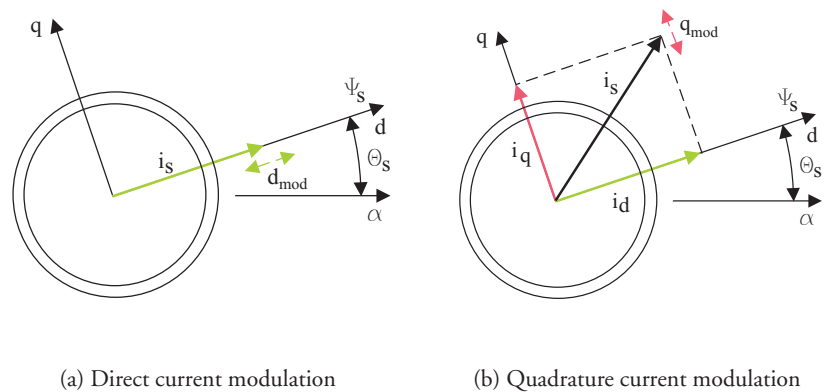 q
Ψs
d
is
Θs
dmod
α
(a) Direct current modulation
qmod
q
is
Ψs
d
iq
Θs
id
α
(b) Quadrature current modulation